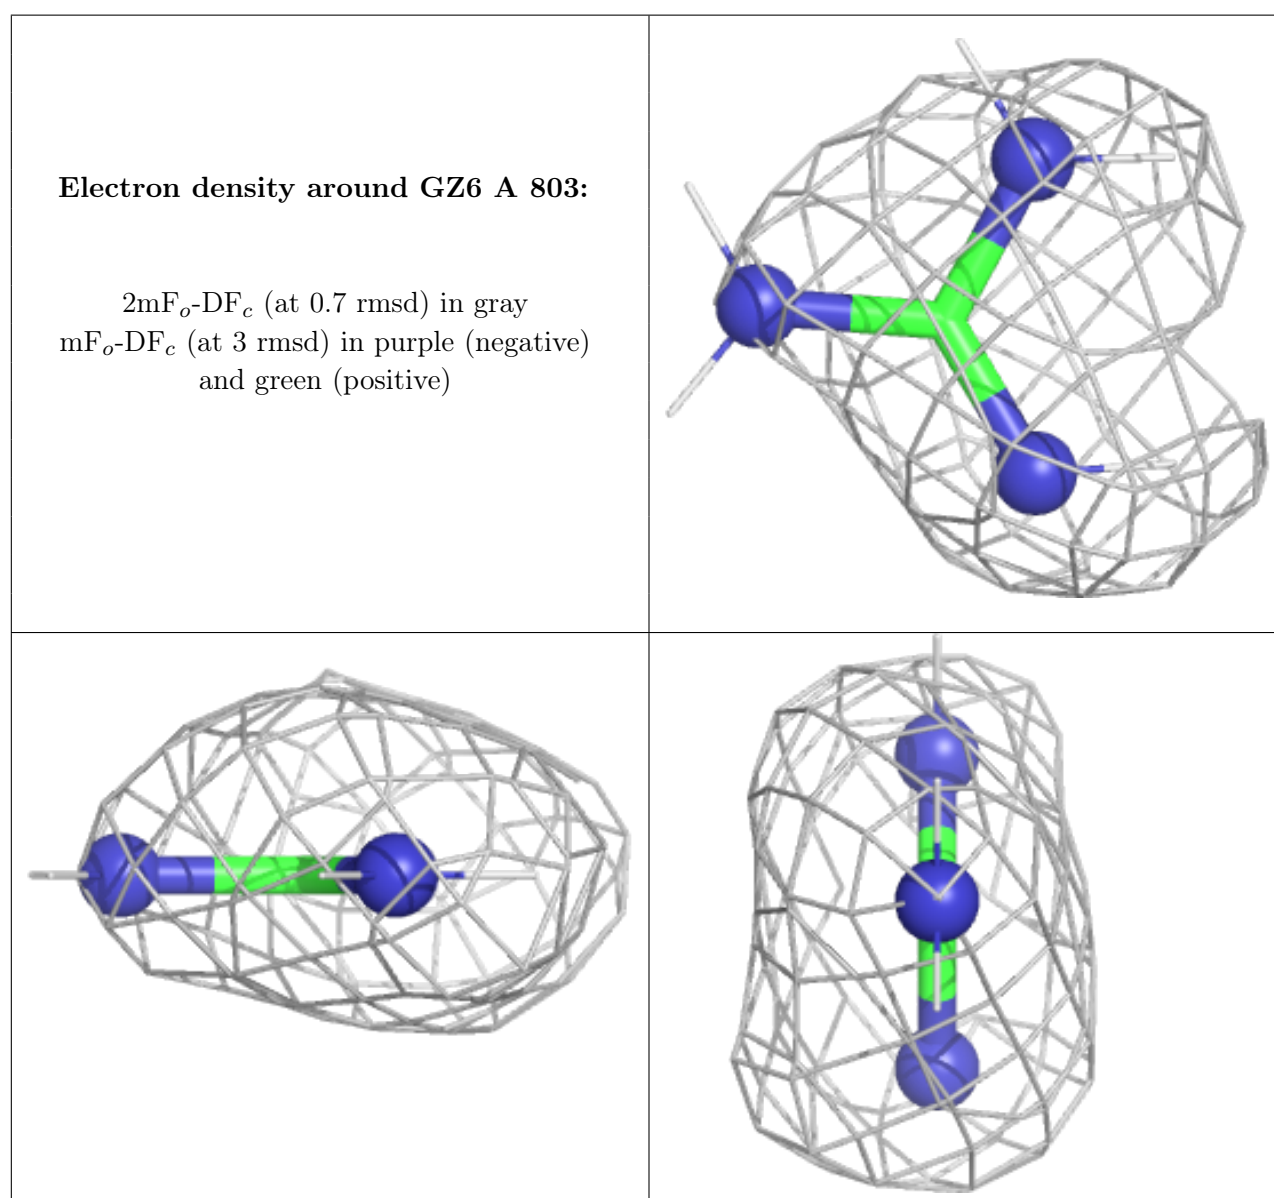 Electron density around GZ6 A 803:
2mFo-DFc (at 0.7 rmsd) in gray
mFo-DFc (at 3 rmsd) in purple (negative)
and green (positive)